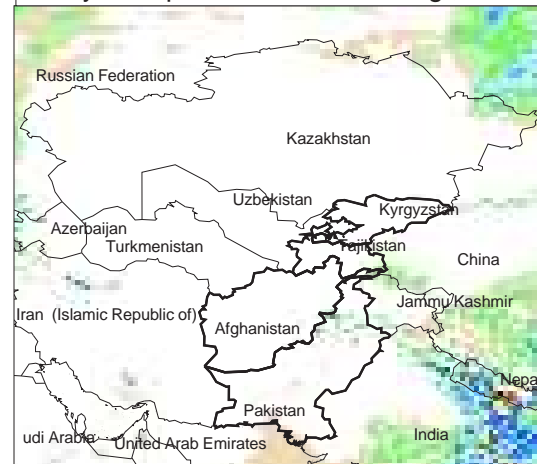 Russian Federation
Kazakhstan
Uzbekistan
Kyrgyzstan
Azerbaijan
Turkmenistan
Tajikistan
China
Iran (Islamic Republic of)
Jammu/Kashmir
Afghanistan
Nepa
Pakistan
udi Arabia
United Arab Emirates
India